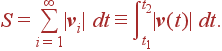 S = ∑_{i = 1}^{∞} |𝐯_i| dt ≡ ∫_{t_1}^{t_2} |𝐯(t)| dt.